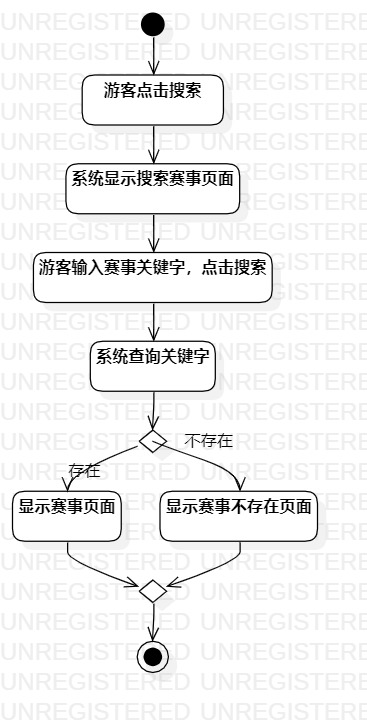 游客点击搜索
系统显示搜索赛事页面
游客输入赛事关键字，点击搜索
系统查询关键字
不存在
存在
显示赛事页面
显示赛事不存在页面
UNREGISTERED